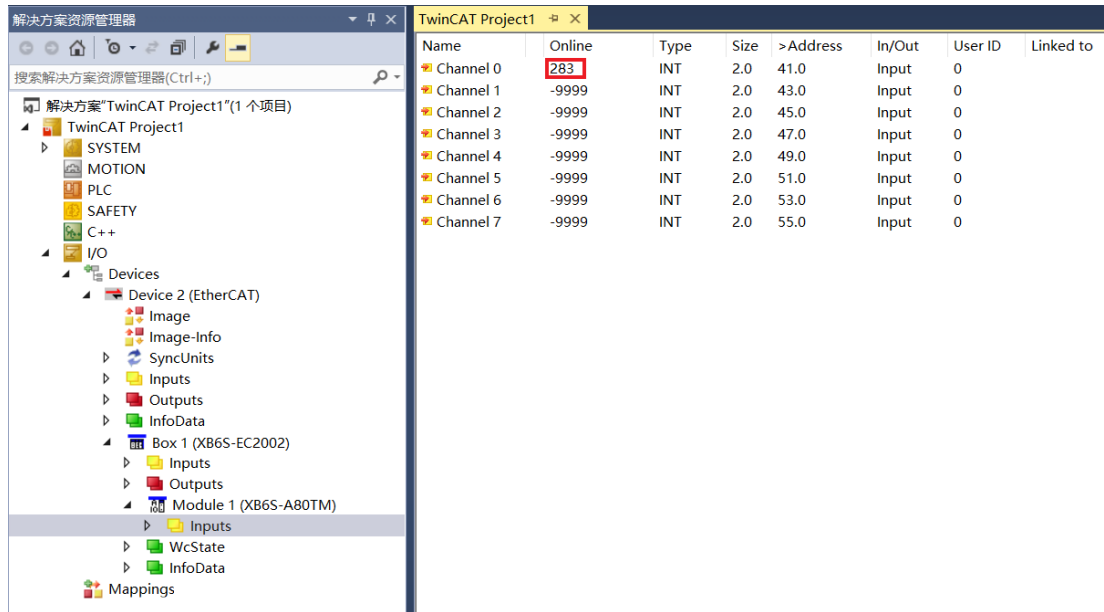 解决方案资源管理器
搜索解决方案资源管理器(Ctrl+;)
解决方案"TwinCAT Project1"(1 个项目)
TwinCAT Project1
SYSTEM
MOTION
PLC
SAFETY
C++
I/O
Devices
Device 2 (EtherCAT)
Image
Image-Info
SyncUnits
Inputs
Outputs
InfoData
Box 1 (XB6S-EC2002)
Inputs
Outputs
Module 1 (XB6S-A80TM)
Inputs
WcState
InfoData
Mappings
TwinCAT Project1
Name Online Type Size >Address In/Out User ID Linked to
Channel 0 283 INT 2.0 41.0 Input 0
Channel 1 -9999 INT 2.0 43.0 Input 0
Channel 2 -9999 INT 2.0 45.0 Input 0
Channel 3 -9999 INT 2.0 47.0 Input 0
Channel 4 -9999 INT 2.0 49.0 Input 0
Channel 5 -9999 INT 2.0 51.0 Input 0
Channel 6 -9999 INT 2.0 53.0 Input 0
Channel 7 -9999 INT 2.0 55.0 Input 0